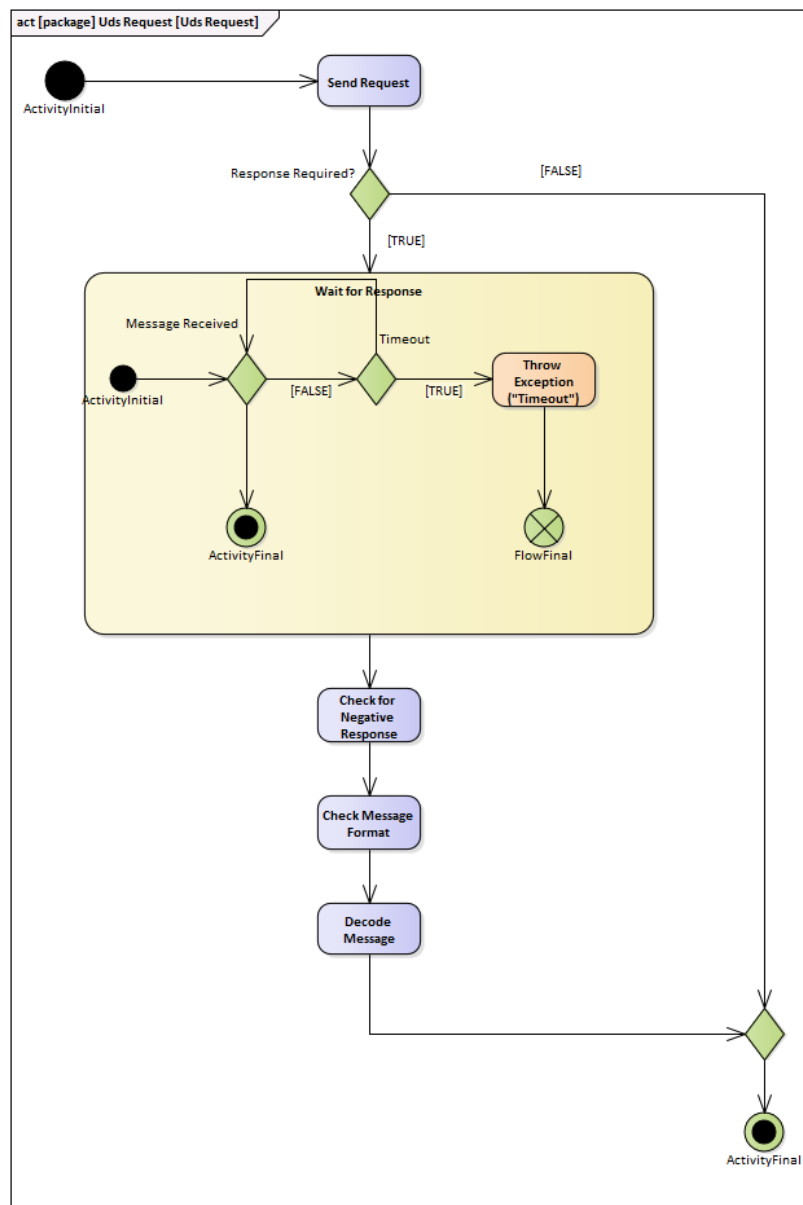 act [package] Uds Request [Uds Request]
Send Request
ActivityInitial
Response Required?
[FALSE]
[TRUE]
Wait for Response
Message Received
Timeout
Throw
Exception
("Timeout")
[FALSE]
[TRUE]
ActivityInitial
ActivityFinal
FlowFinal
Check for
Negative
Response
Check Message
Format
Decode
Message
ActivityFinal